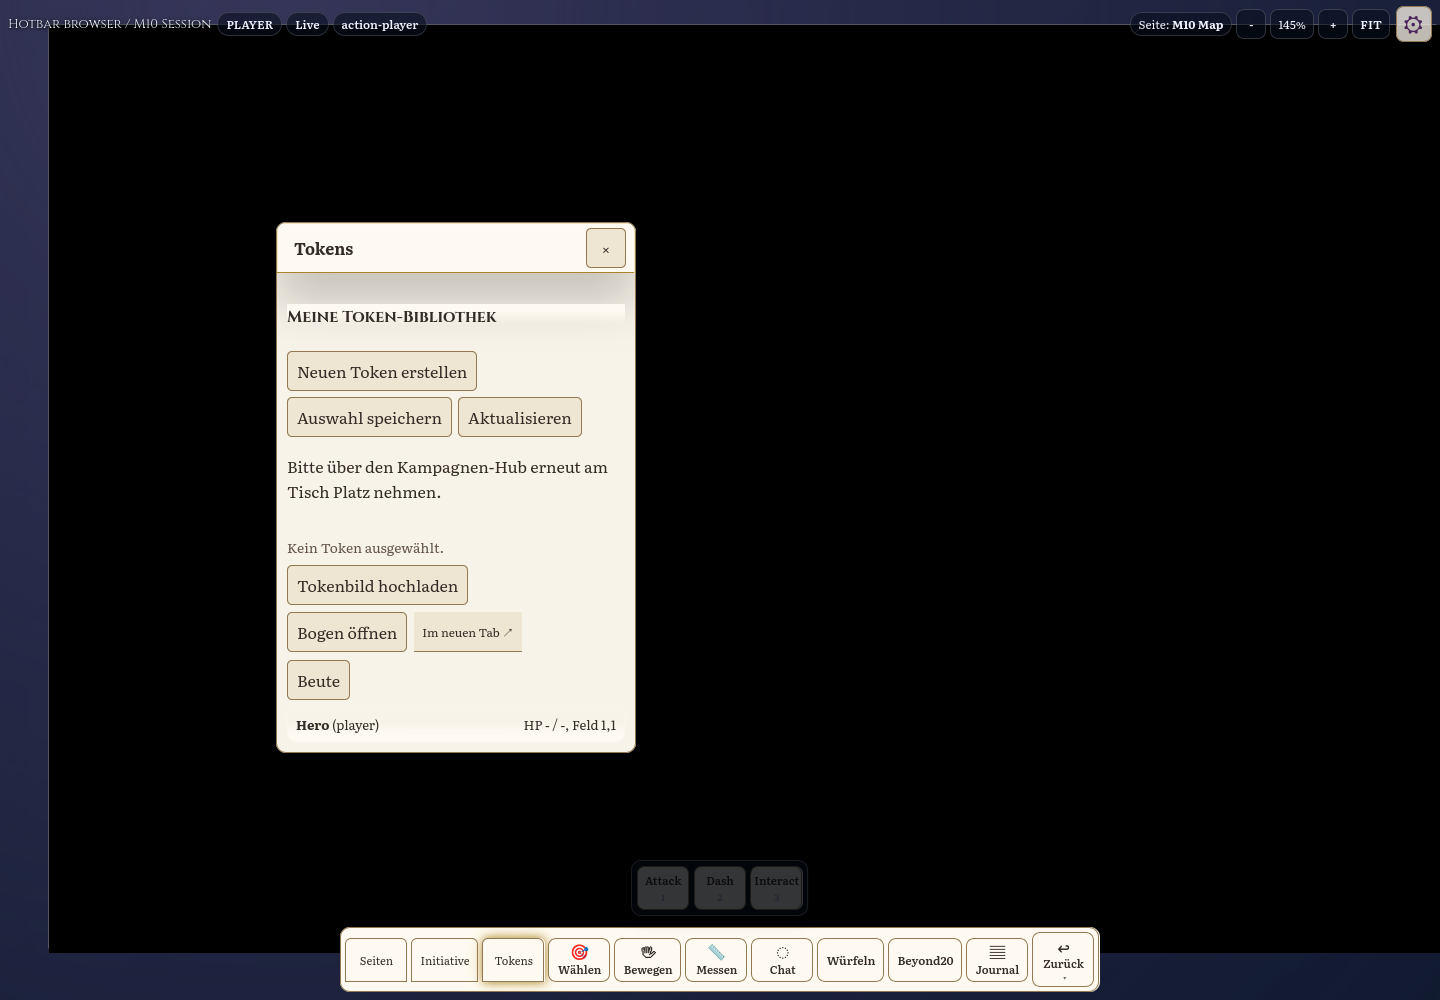 Hotbar Browser / M10 Session PLAYER Live action-player Seite: M10 Map - 145% + FIT
Tokens ×
Meine Token-Bibliothek
Neuen Token erstellen
Auswahl speichern Aktualisieren
Bitte über den Kampagnen-Hub erneut am
Tisch Platz nehmen.
Kein Token ausgewählt.
Tokenbild hochladen
Bogen öffnen Im neuen Tab ↗
Beute
Hero (player) HP - / -, Feld 1,1
Attack Dash Interact
1 2 3
Seiten Initiative Tokens Wählen Bewegen Messen Chat Würfeln Beyond20 Journal Zurück